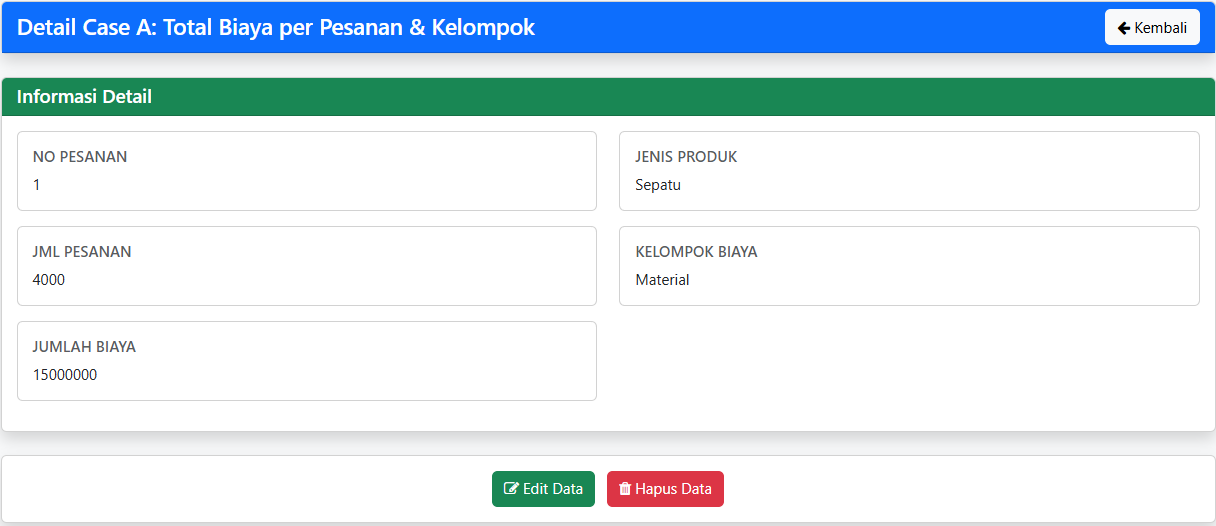 Detail Case A: Total Biaya per Pesanan & Kelompok
Kembali
Informasi Detail
NO PESANAN
1
JENIS PRODUK
Sepatu
JML PESANAN
4000
KELOMPOK BIAYA
Material
JUMLAH BIAYA
15000000
Edit Data
Hapus Data